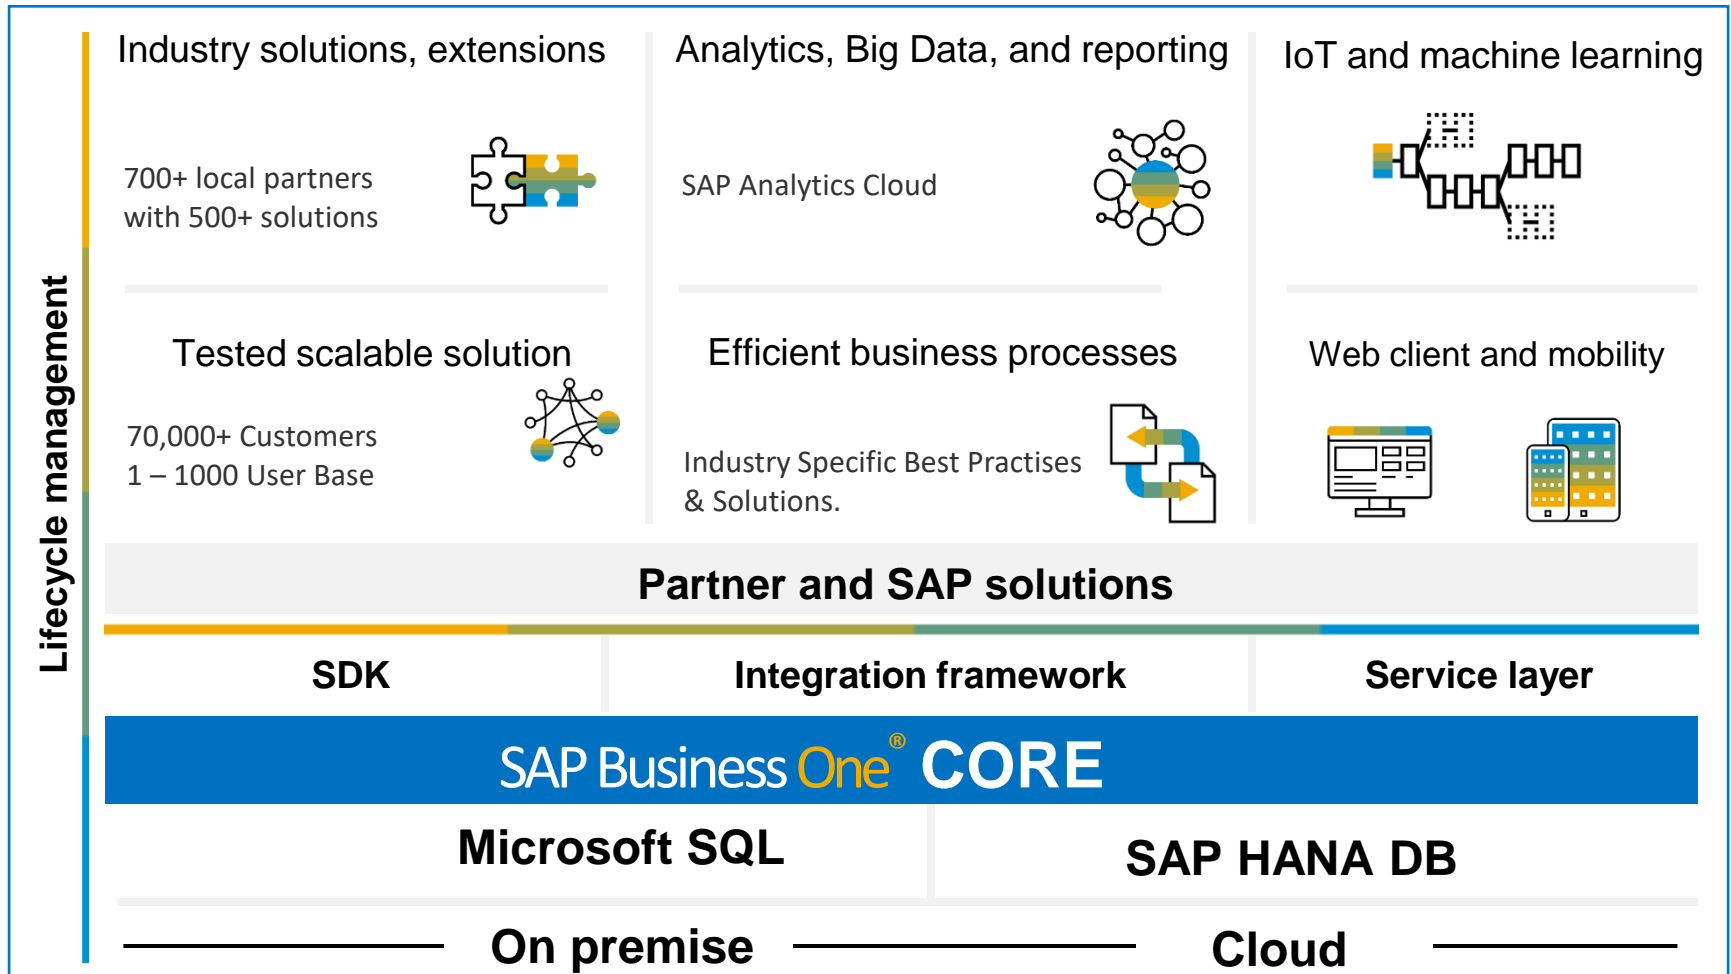 Industry solutions, extensions
700+ local partners
with 500+ solutions
Analytics, Big Data, and reporting
SAP Analytics Cloud
IoT and machine learning
Tested scalable solution
70,000+ Customers
1 – 1000 User Base
Efficient business processes
Industry Specific Best Practises
& Solutions.
Web client and mobility
Lifecycle management
Partner and SAP solutions
SDK
Integration framework
Service layer
SAP Business One® CORE
Microsoft SQL
SAP HANA DB
On premise
Cloud